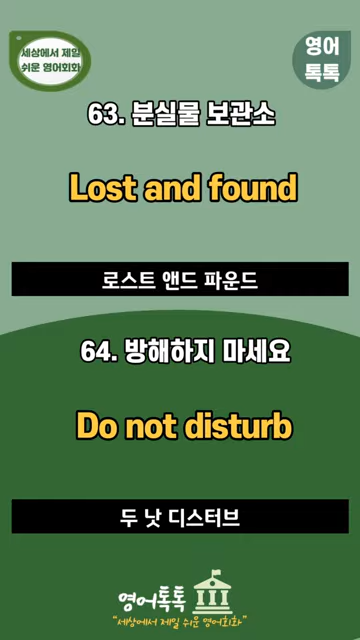 세상에서 제일
쉬운 영어회화
영어
톡톡
63. 분실물 보관소
Lost and found
로스트 앤드 파운드
64. 방해하지 마세요
Do not disturb
두 낫 디스터브
영어톡톡
“세상에서 제일 쉬운 영어회화”